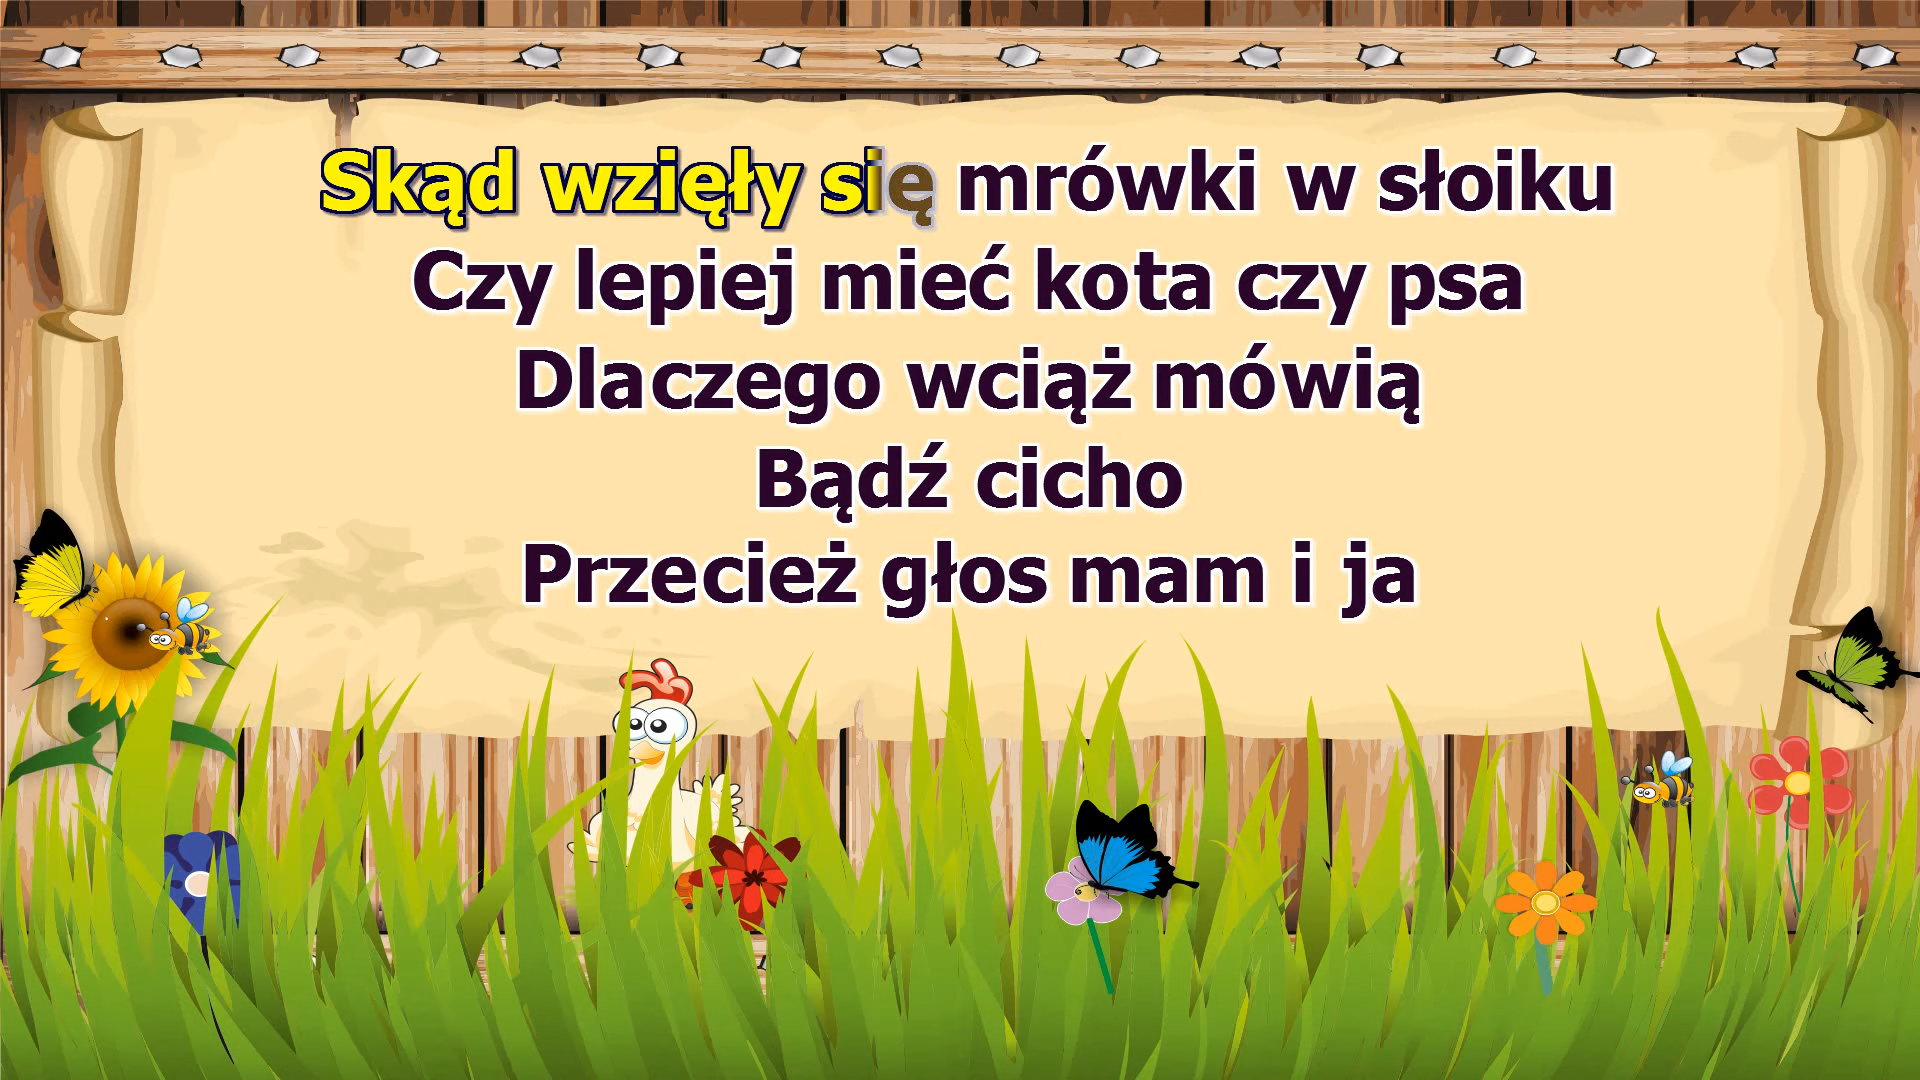 Skąd wzięły się mrówki w słoiku
Czy lepiej mieć kota czy psa
Dlaczego wciąż mówią
Bądź cicho
Przecież głos mam i ja